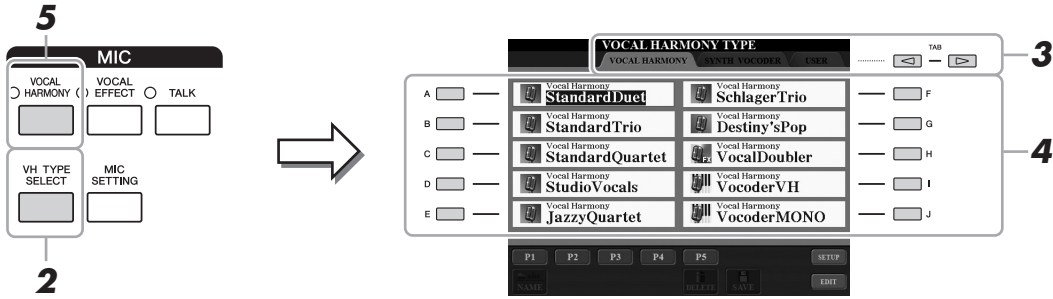 5
MIC
VOCAL HARMONY
VOCAL EFFECT
TALK
VH TYPE SELECT
MIC SETTING
2
VOCAL HARMONY TYPE
VOCAL HARMONY SYNTH VOCODER USER
TAB
3
A
Vocal Harmony
StandardDuet
Vocal Harmony
SchlagerTrio
F
B
Vocal Harmony
StandardTrio
Vocal Harmony
Destiny'sPop
G
C
Vocal Harmony
StandardQuartet
FX
Vocal Harmony
VocalDoubler
H
4
D
Vocal Harmony
StudioVocals
Vocal Harmony
VocoderVH
I
E
Vocal Harmony
JazzyQuartet
Vocal Harmony
VocoderMONO
J
P1 P2 P3 P4 P5 SETUP
NAME DELETE SAVE EDIT